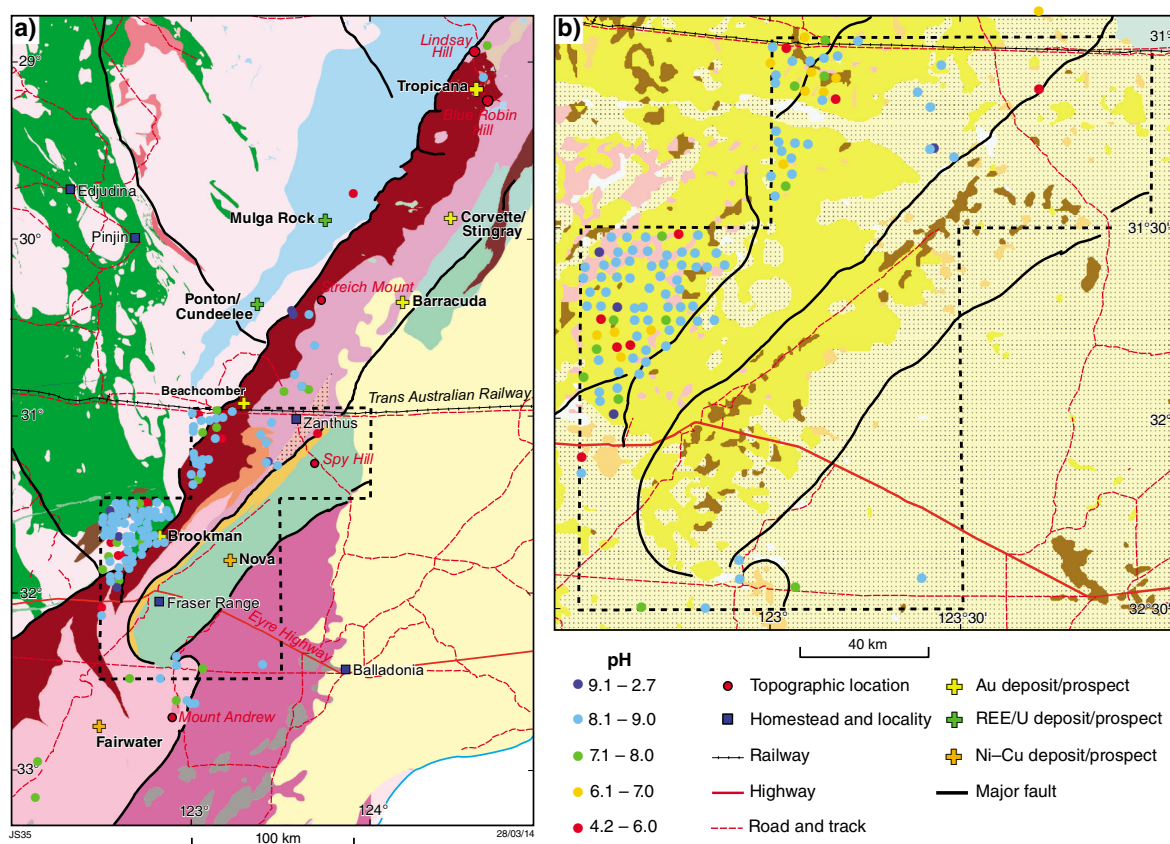 a)
Lindsay
Hill
29°
Tropicana
Blue Robin
Hill
Edjudina
Mulga Rock
Corvette/
Stingray
Pinjin
30°
Streich Mount
Ponton/
Cundeelee
Barracuda
Beachcomber
Trans Australian Railway
31°
Zanthus
Spy Hill
Brookman
Nova
32°
Fraser Range
Eyre Highway
Balladonia
Mount Andrew
Fairwater
33°
123°
124°
JS35
28/03/14
100 km
b)
31°
31°30'
32°
32°30'
123°
123°30'
40 km
pH
9.1 – 2.7
8.1 – 9.0
7.1 – 8.0
6.1 – 7.0
4.2 – 6.0
Topographic location
Homestead and locality
Railway
Highway
Road and track
Au deposit/prospect
REE/U deposit/prospect
Ni–Cu deposit/prospect
Major fault